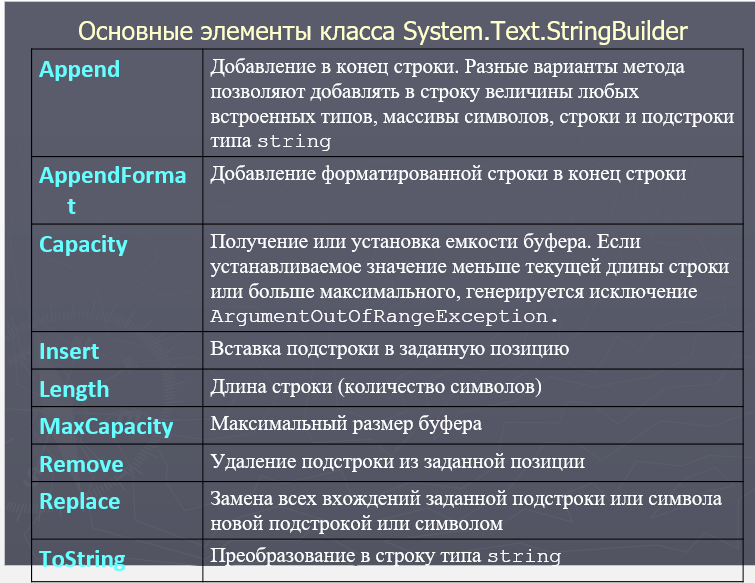 Основные элементы класса System.Text.StringBuilder
Append
Добавление в конец строки. Разные варианты метода
позволяют добавлять в строку величины любых
встроенных типов, массивы символов, строки и подстроки
типа string
AppendForma
t
Добавление форматированной строки в конец строки
Capacity
Получение или установка емкости буфера. Если
устанавливаемое значение меньше текущей длины строки
или больше максимального, генерируется исключение
ArgumentOutOfRangeException.
Insert
Вставка подстроки в заданную позицию
Length
Длина строки (количество символов)
MaxCapacity
Максимальный размер буфера
Remove
Удаление подстроки из заданной позиции
Replace
Замена всех вхождений заданной подстроки или символа
новой подстрокой или символом
ToString
Преобразование в строку типа string